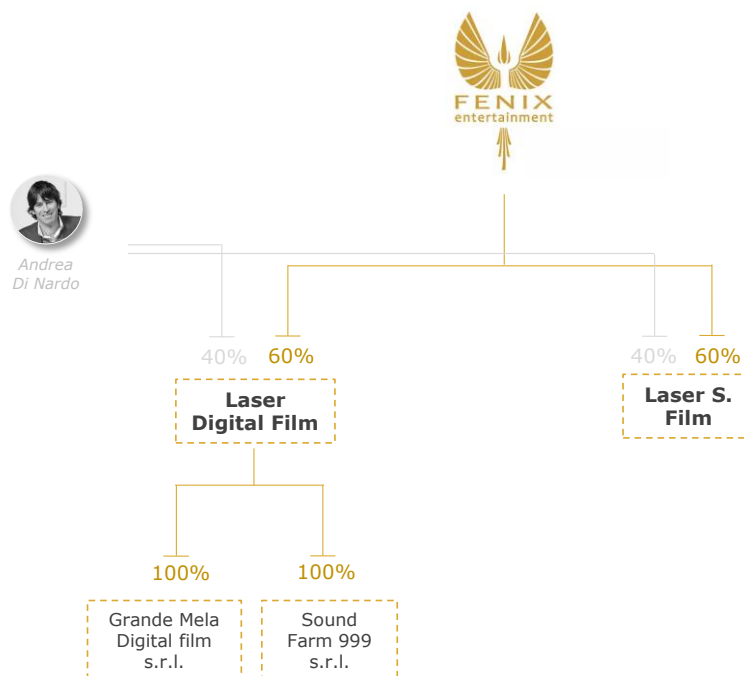 FENIX
entertainment
Andrea
Di Nardo
40% 60%
40% 60%
Laser
Digital Film
Laser S.
Film
100%
100%
Grande Mela
Digital film
s.r.l.
Sound
Farm 999
s.r.l.